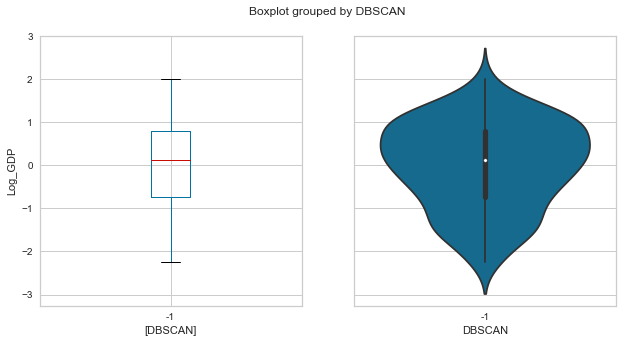 Boxplot grouped by DBSCAN
3
2
1
0
−1
−2
−3
Log_GDP
-1
[DBSCAN]
-1
DBSCAN